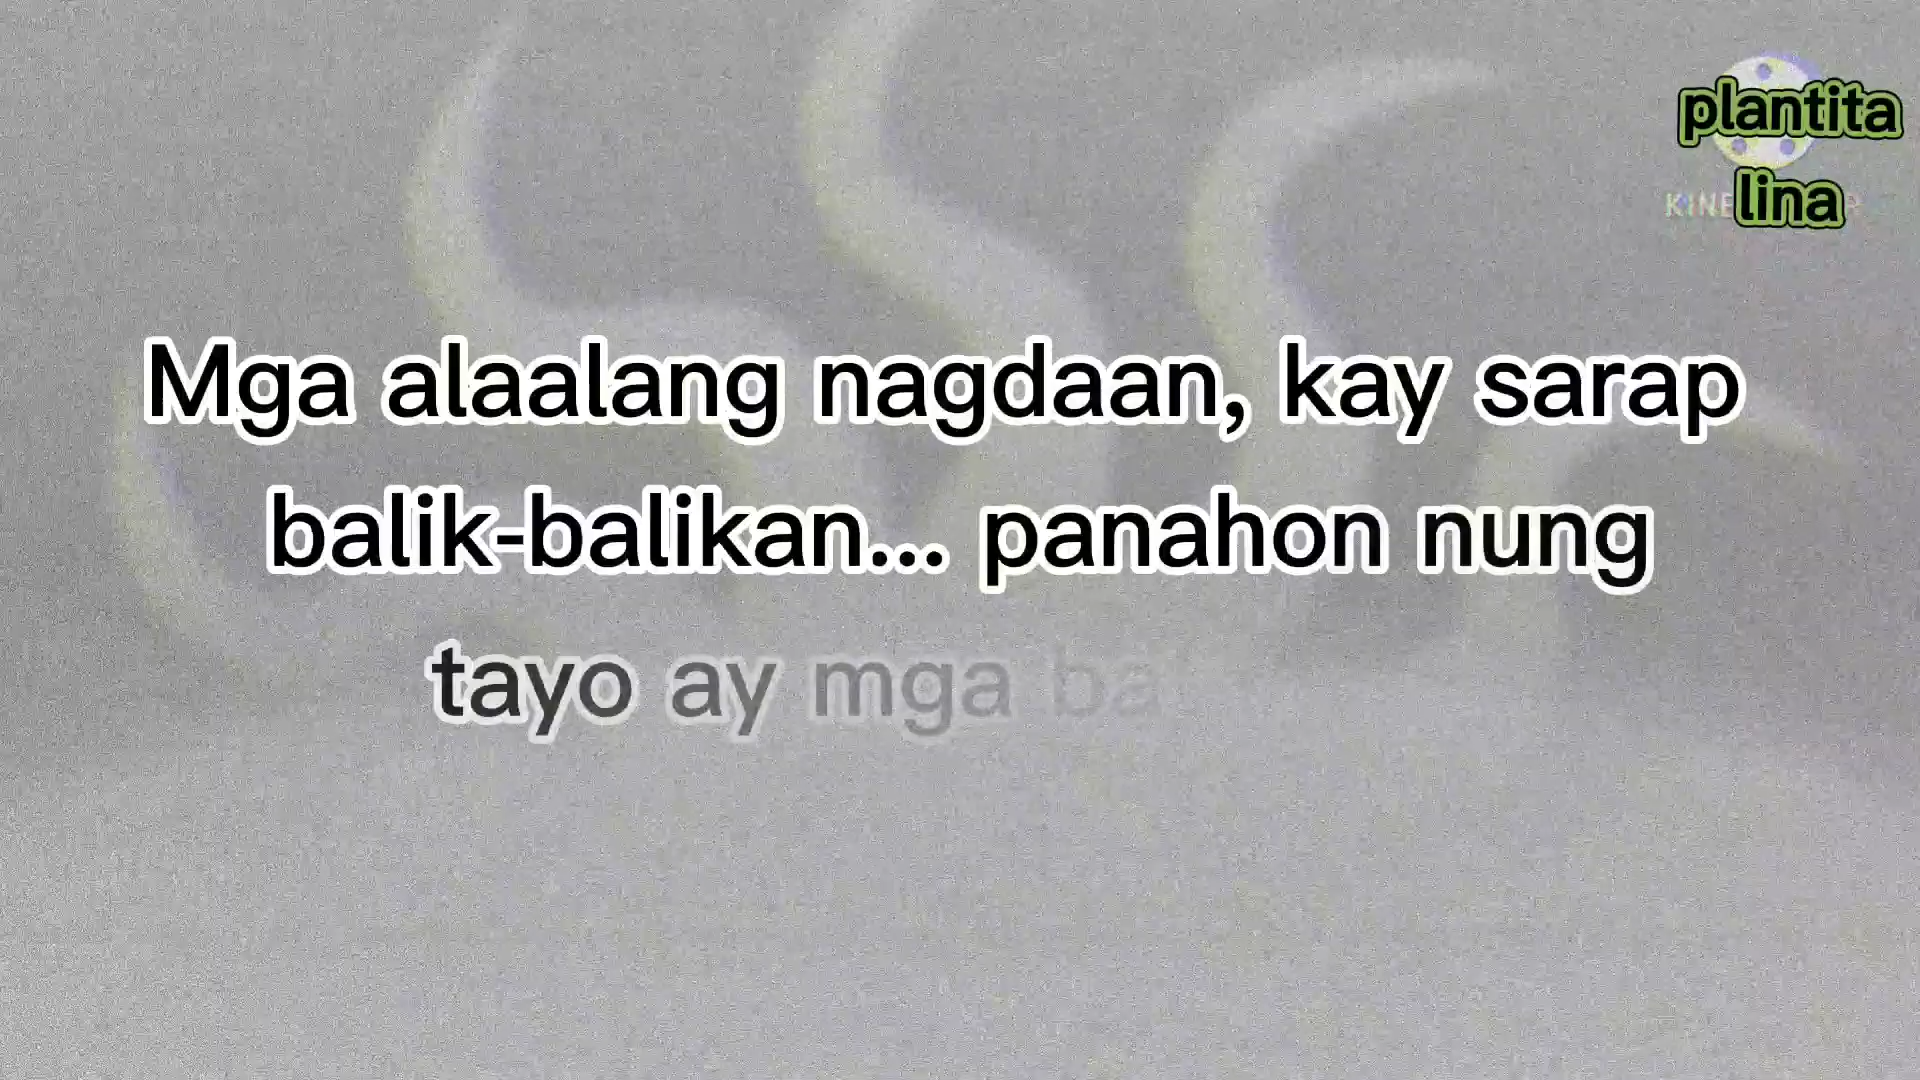 plantita
lina
Mga alaalang nagdaan, kay sarap
balik-balikan... panahon nung
tayo ay mga